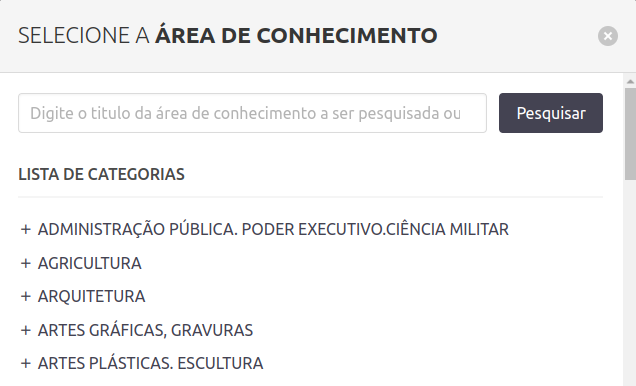 SELECIONE A ÁREA DE CONHECIMENTO
Digite o titulo da área de conhecimento a ser pesquisada ou
Pesquisar
LISTA DE CATEGORIAS
+ ADMINISTRAÇÃO PÚBLICA. PODER EXECUTIVO.CIÊNCIA MILITAR
+ AGRICULTURA
+ ARQUITETURA
+ ARTES GRÁFICAS, GRAVURAS
+ ARTES PLÁSTICAS. ESCULTURA